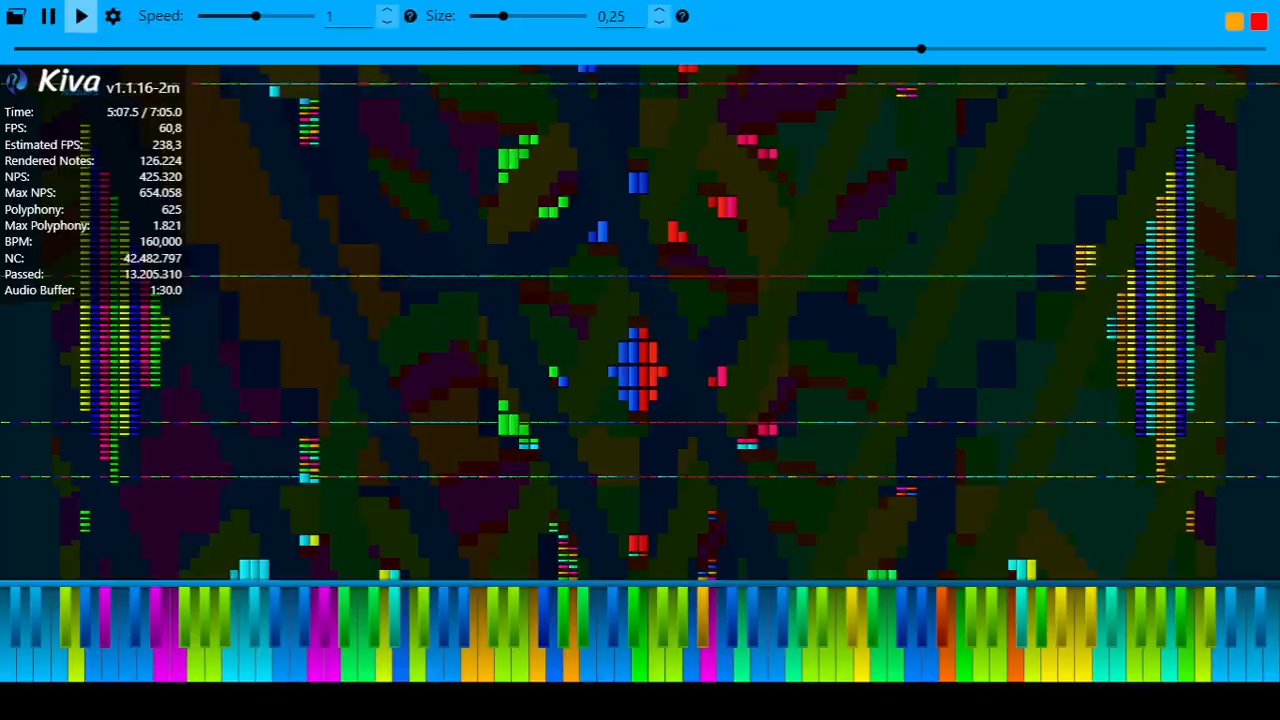 Speed: 1 Size: 0,25
Kiva v1.1.16-2m
Time: 5:07.5 / 7:05.0
FPS: 60,8
Estimated FPS: 238,3
Rendered Notes: 126.224
NPS: 425.320
Max NPS: 654.058
Polyphony: 625
Max Polyphony: 1.821
BPM: 160,000
NC: 42.482.797
Passed: 13.205.310
Audio Buffer: 1:30.0